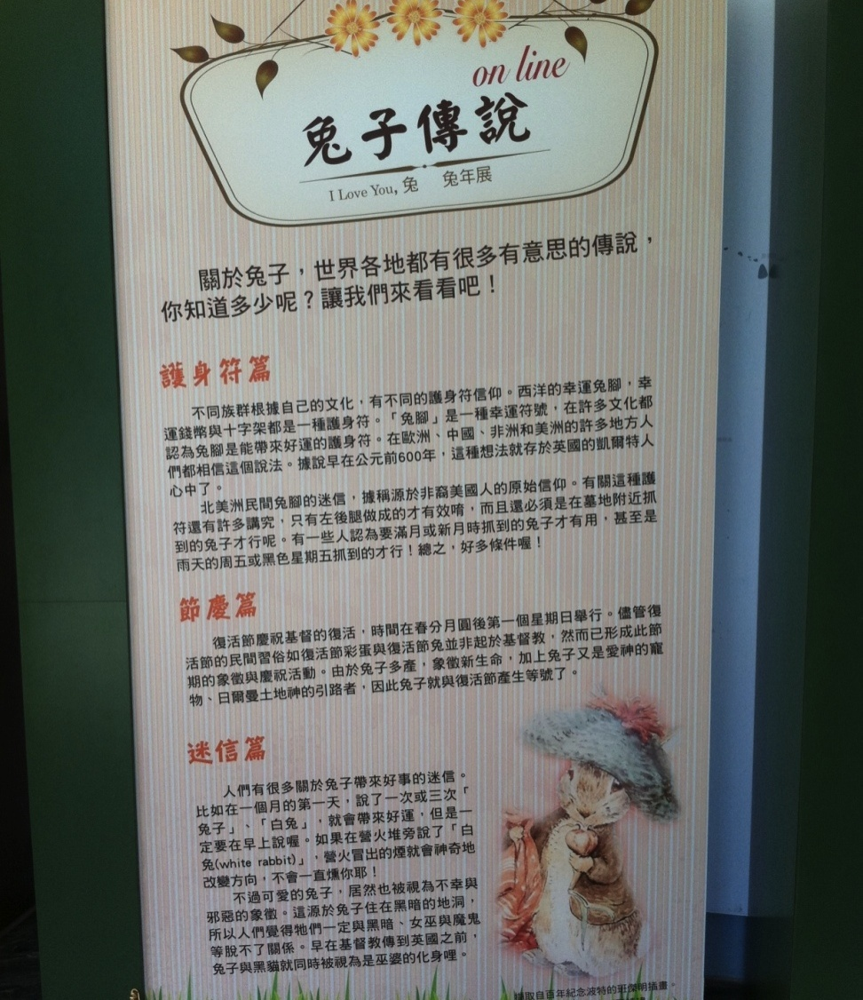 on line
兔子傳說
I Love You, 兔　兔年展
關於兔子，世界各地都有很多有意思的傳說，
你知道多少呢？讓我們來看看吧！
護身符篇
不同族群根據自己的文化，有不同的護身符信仰。西洋的幸運兔腳，幸
運錢幣與十字架都是一種護身符。「兔腳」是一種幸運符號，在許多文化都
認為兔腳是能帶來好運的護身符。在歐洲、中國、非洲和美洲的許多地方人
們都相信這個說法。據說早在公元前600年，這種想法就存於英國的凱爾特人
心中了。
北美洲民間兔腳的迷信，據稱源於非裔美國人的原始信仰。有關這種護
符還有許多講究，只有左後腿做成的才有效唷，而且還必須是在墓地附近抓
到的兔子才行呢。有一些人認為要滿月或新月時抓到的兔子才有用，甚至是
雨天的周五或黑色星期五抓到的才行！總之，好多條件喔！
節慶篇
復活節慶祝基督的復活，時間在春分月圓後第一個星期日舉行。儘管復
活節的民間習俗如復活節彩蛋與復活節兔並非起於基督教，然而已形成此節
期的象徵與慶祝活動。由於兔子多產，象徵新生命，加上兔子又是愛神的寵
物、日爾曼土地神的引路者，因此兔子就與復活節產生等號了。
迷信篇
人們有很多關於兔子帶來好事的迷信。
比如在一個月的第一天，說了一次或三次「
兔子」、「白兔」，就會帶來好運，但是一
定要在早上說喔。如果在營火堆旁說了「白
兔(white rabbit)」，營火冒出的煙就會神奇地
改變方向，不會一直燻你耶！
不過可愛的兔子，居然也被視為不幸與
邪惡的象徵。這源於兔子住在黑暗的地洞，
所以人們覺得牠們一定與黑暗、女巫與魔鬼
等脫不了關係。早在基督教傳到英國之前，
兔子與黑貓就同時被視為是巫婆的化身哩。
擷取自百年紀念波特的班傑明插畫。